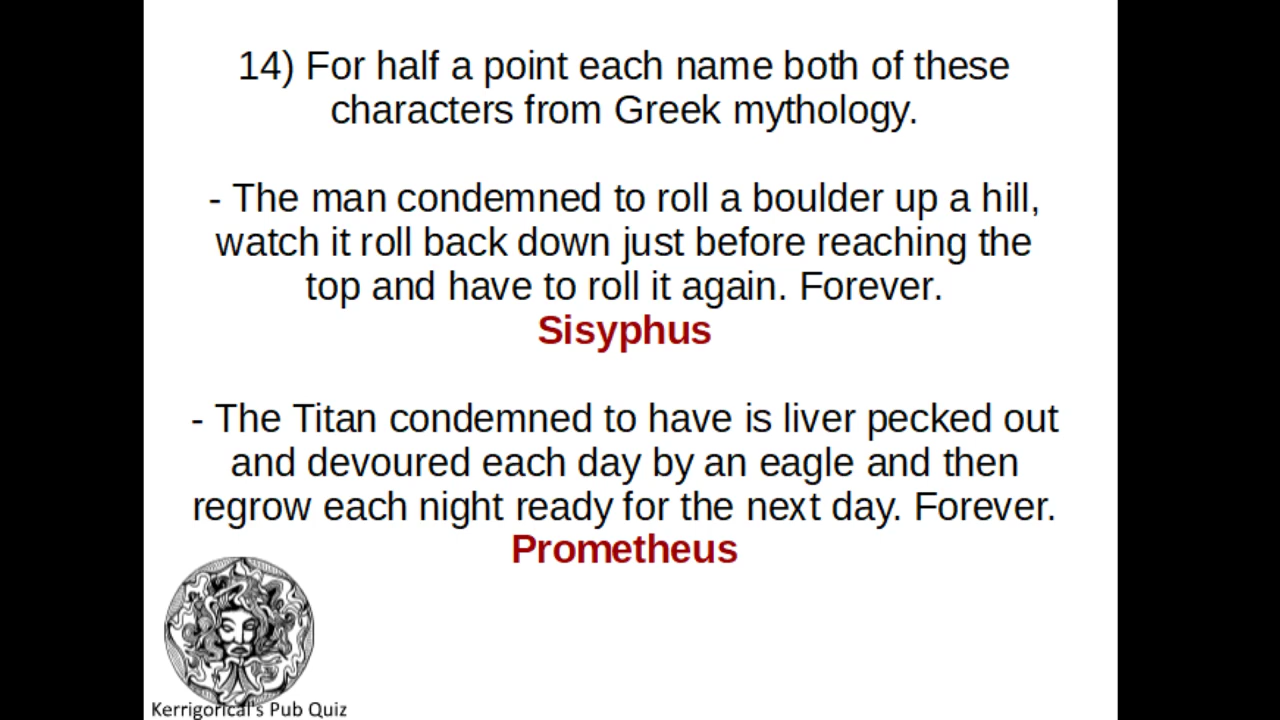 14) For half a point each name both of these
characters from Greek mythology.
- The man condemned to roll a boulder up a hill,
watch it roll back down just before reaching the
top and have to roll it again. Forever.
Sisyphus
- The Titan condemned to have is liver pecked out
and devoured each day by an eagle and then
regrow each night ready for the next day. Forever.
Prometheus
Kerrigorical's Pub Quiz